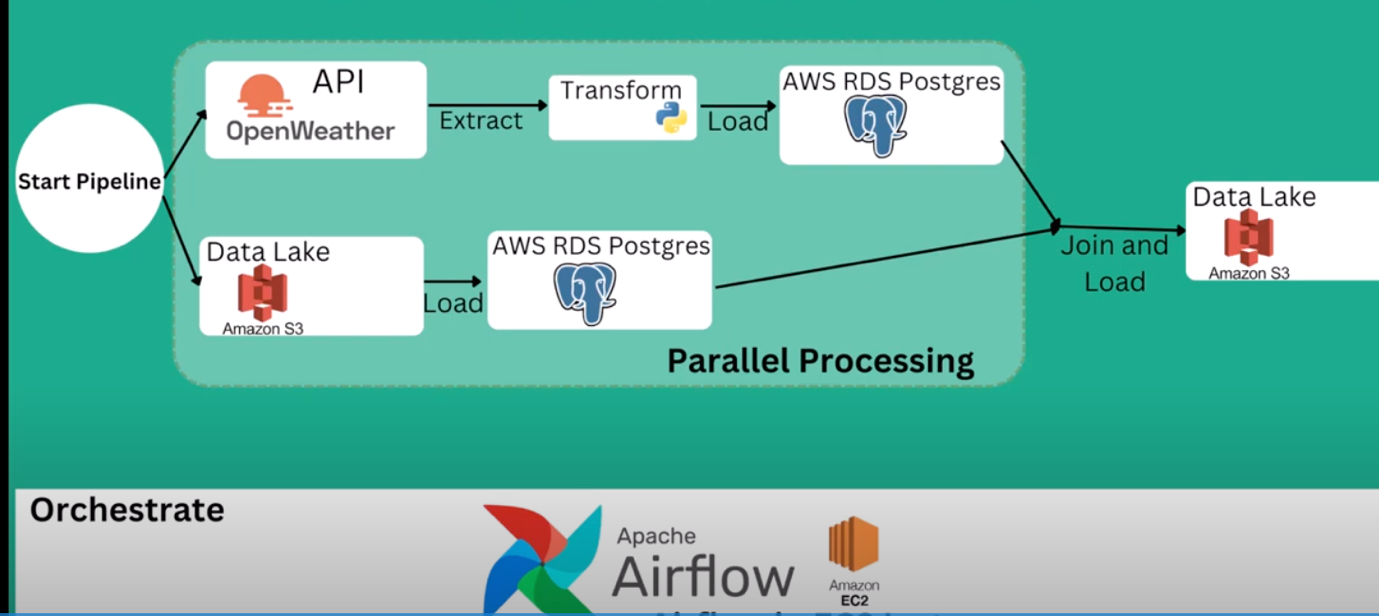 API
OpenWeather
Extract
Transform
Load
AWS RDS Postgres
Start Pipeline
Data Lake
Amazon S3
Load
AWS RDS Postgres
Join and
Load
Data Lake
Amazon S3
Parallel Processing
Orchestrate
Apache
Airflow
Amazon
EC2